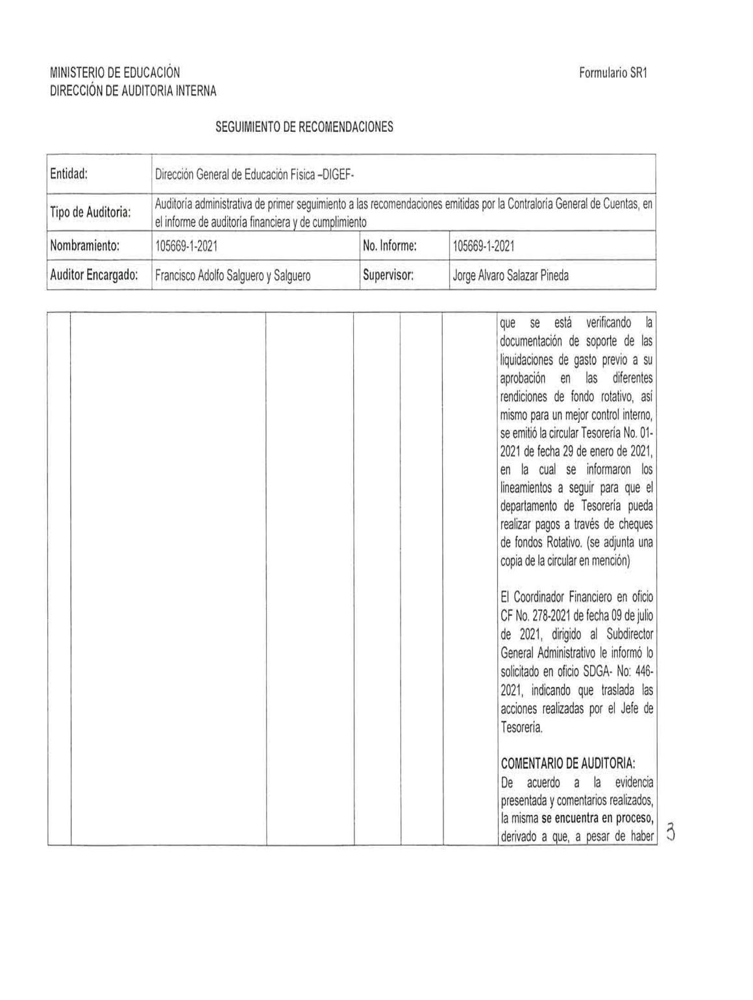 MINISTERIO DE EDUCACIÓN
Formulario SR1
DIRECCIÓN DE AUDITORIA INTERNA
SEGUIMIENTO DE RECOMENDACIONES
Entidad:
Dirección General de Educación Física –DIGEF-
Tipo de Auditoria:
Auditoría administrativa de primer seguimiento a las recomendaciones emitidas por la Contraloría General de Cuentas, en
el informe de auditoría financiera y de cumplimiento
Nombramiento:
105669-1-2021
No. Informe:
105669-1-2021
Auditor Encargado:
Francisco Adolfo Salguero y Salguero
Supervisor:
Jorge Alvaro Salazar Pineda
que se está verificando la
documentación de soporte de las
liquidaciones de gasto previo a su
aprobación en las diferentes
rendiciones de fondo rotativo, así
mismo para un mejor control interno,
se emitió la circular Tesorería No. 01-
2021 de fecha 29 de enero de 2021,
en la cual se informaron los
lineamientos a seguir para que el
departamento de Tesorería pueda
realizar pagos a través de cheques
de fondos Rotativo. (se adjunta una
copia de la circular en mención)
El Coordinador Financiero en oficio
CF No. 278-2021 de fecha 09 de julio
de 2021, dirigido al Subdirector
General Administrativo le informó lo
solicitado en oficio SDGA- No: 446-
2021, indicando que traslada las
acciones realizadas por el Jefe de
Tesorería.
COMENTARIO DE AUDITORIA:
De acuerdo a la evidencia
presentada y comentarios realizados,
la misma se encuentra en proceso,
derivado a que, a pesar de haber
3